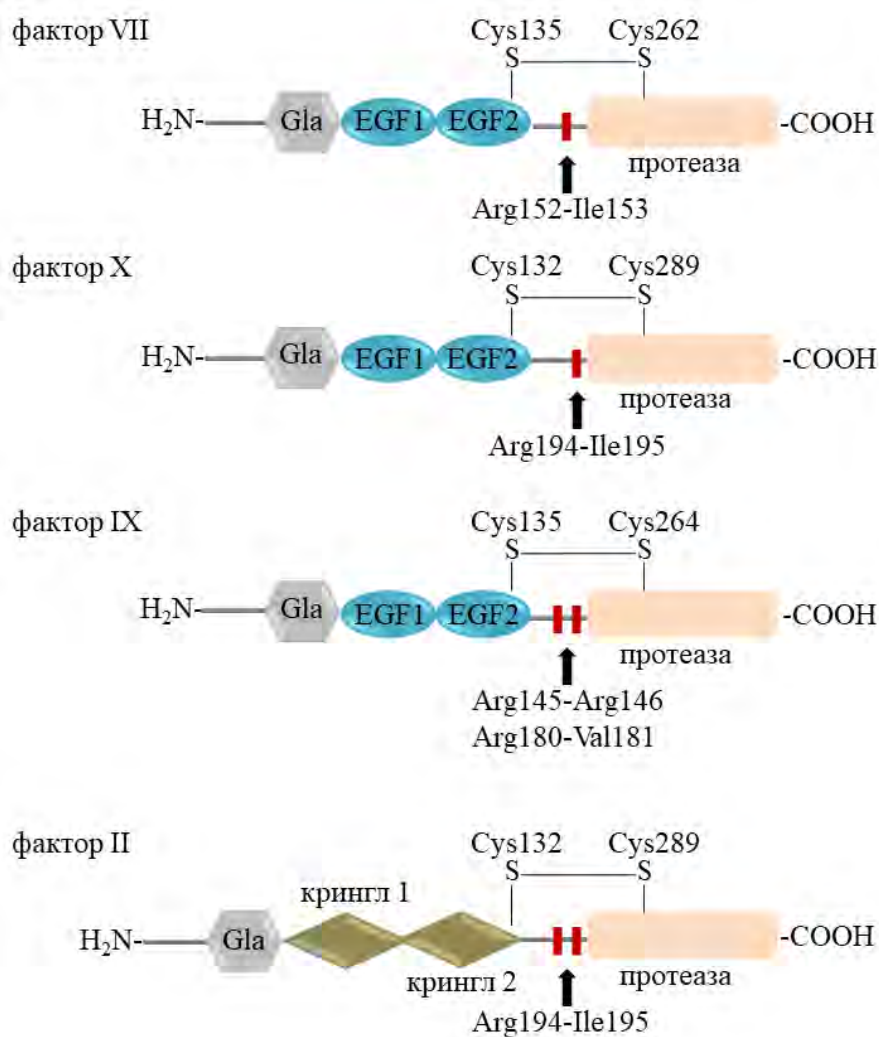 фактор VII
Cys135 Cys262
S S
H₂N- Gla EGF1 EGF2 -COOH
протеаза
Arg152-Ile153
фактор X
Cys132 Cys289
S S
H₂N- Gla EGF1 EGF2 -COOH
протеаза
Arg194-Ile195
фактор IX
Cys135 Cys264
S S
H₂N- Gla EGF1 EGF2 -COOH
протеаза
Arg145-Arg146
Arg180-Val181
фактор II
Cys132 Cys289
S S
крингл 1
H₂N- Gla -COOH
крингл 2 протеаза
Arg194-Ile195